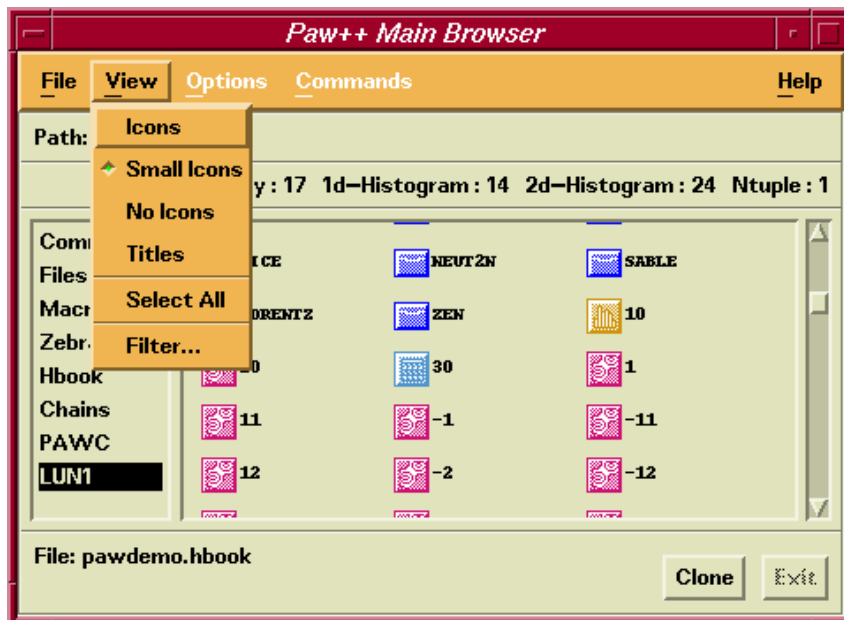 Paw++ Main Browser
File View Options Commands Help
Path:
Icons
Small Icons
No Icons
Titles
Select All
Filter...
y : 17 1d-Histogram : 14 2d-Histogram : 24 Ntuple : 1
Files
Hbook
Chains
PAWC
LUN1
NEUT2N SABLE
ZEN 10
30 1
11 -1 -11
12 -2 -12
File: pawdemo.hbook
Clone Exit